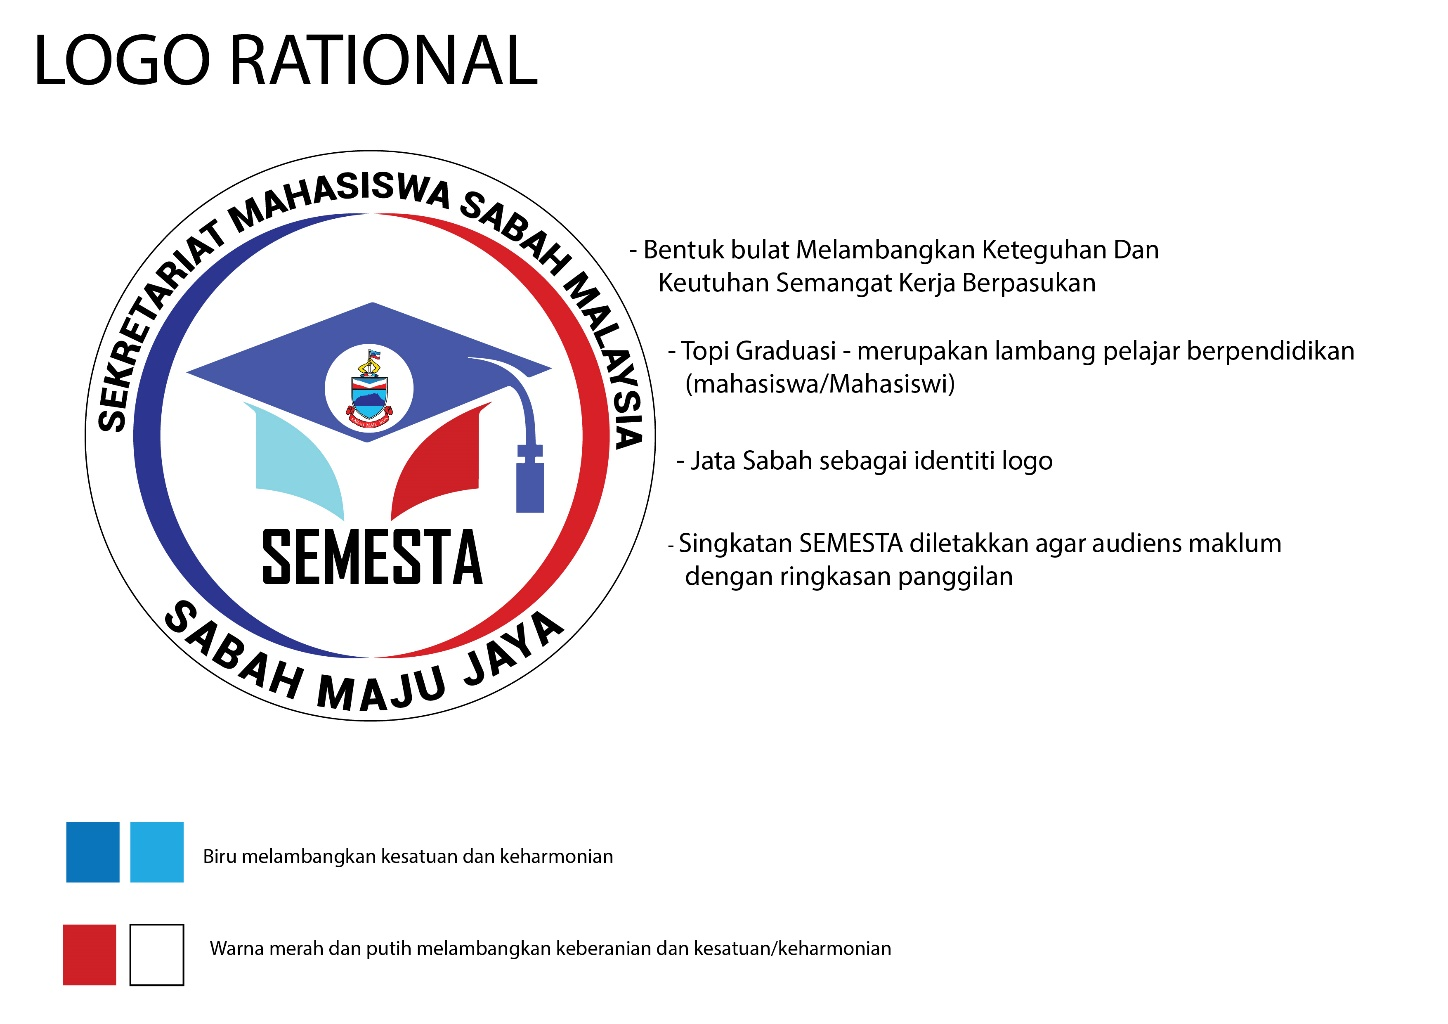 LOGO RATIONAL
SEKRETARIAT MAHASISWA SABAH MALAYSIA
- Bentuk bulat Melambangkan Keteguhan Dan
Keutuhan Semangat Kerja Berpasukan
- Topi Graduasi - merupakan lambang pelajar berpendidikan
(mahasiswa/Mahasiswi)
- Jata Sabah sebagai identiti logo
SEMESTA
- Singkatan SEMESTA diletakkan agar audiens maklum
dengan ringkasan panggilan
SABAH MAJU JAYA
Biru melambangkan kesatuan dan keharmonian
Warna merah dan putih melambangkan keberanian dan kesatuan/keharmonian